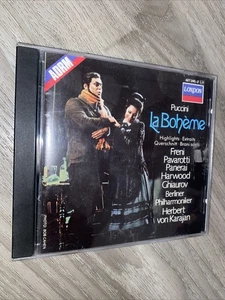 ADRM
LONDON
Puccini
La Bohème
Highlights · Extraits
Querschnitt · Brani scelti
Freni
Pavarotti
Panerai
Harwood
Ghiaurov
Berliner
Philharmoniker
Herbert
von Karajan